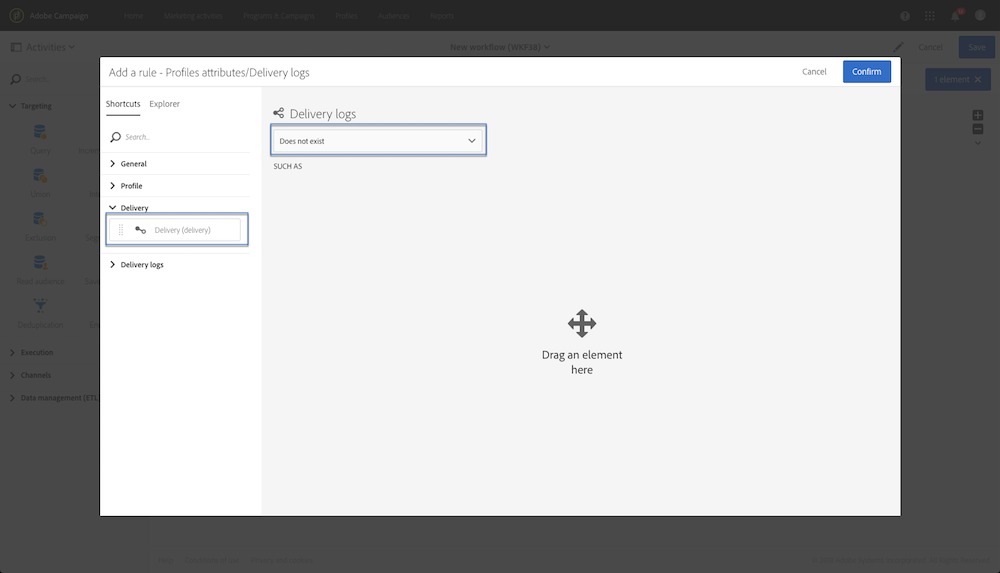 Adobe Campaign
Home
Marketing activities
Programs & Campaigns
Profiles
Audiences
Reports
Activities
New workflow (WKF38)
Cancel
Save
Add a rule - Profiles attributes/Delivery logs
Cancel
Confirm
Search..
1 element
Shortcuts
Explorer
Delivery logs
Targeting
Search..
Does not exist
Query
General
SUCH AS
Profile
Union
Delivery
Exclusion
Delivery (delivery)
Delivery logs
Read audience
Deduplication
Drag an element
here
Execution
Channels
Data management (ETL